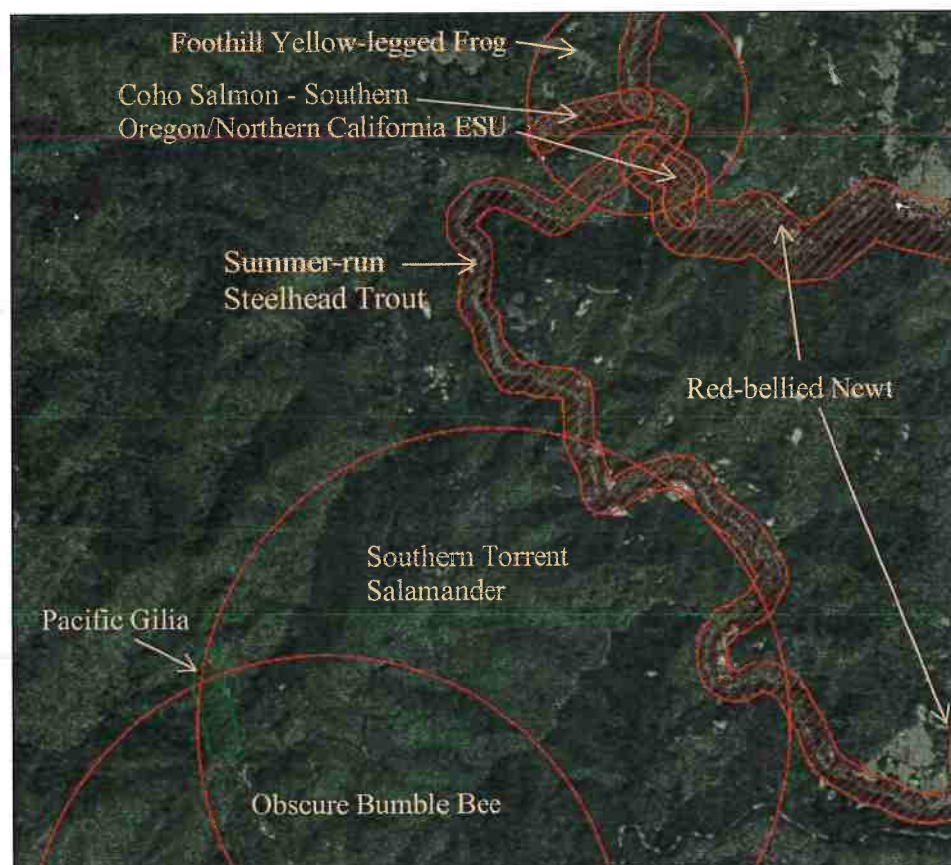 Foothill Yellow-legged Frog
Coho Salmon - Southern
Oregon/Northern California ESU
Summer-run
Steelhead Trout
Red-bellied Newt
Southern Torrent
Salamander
Pacific Gilia
Obscure Bumble Bee